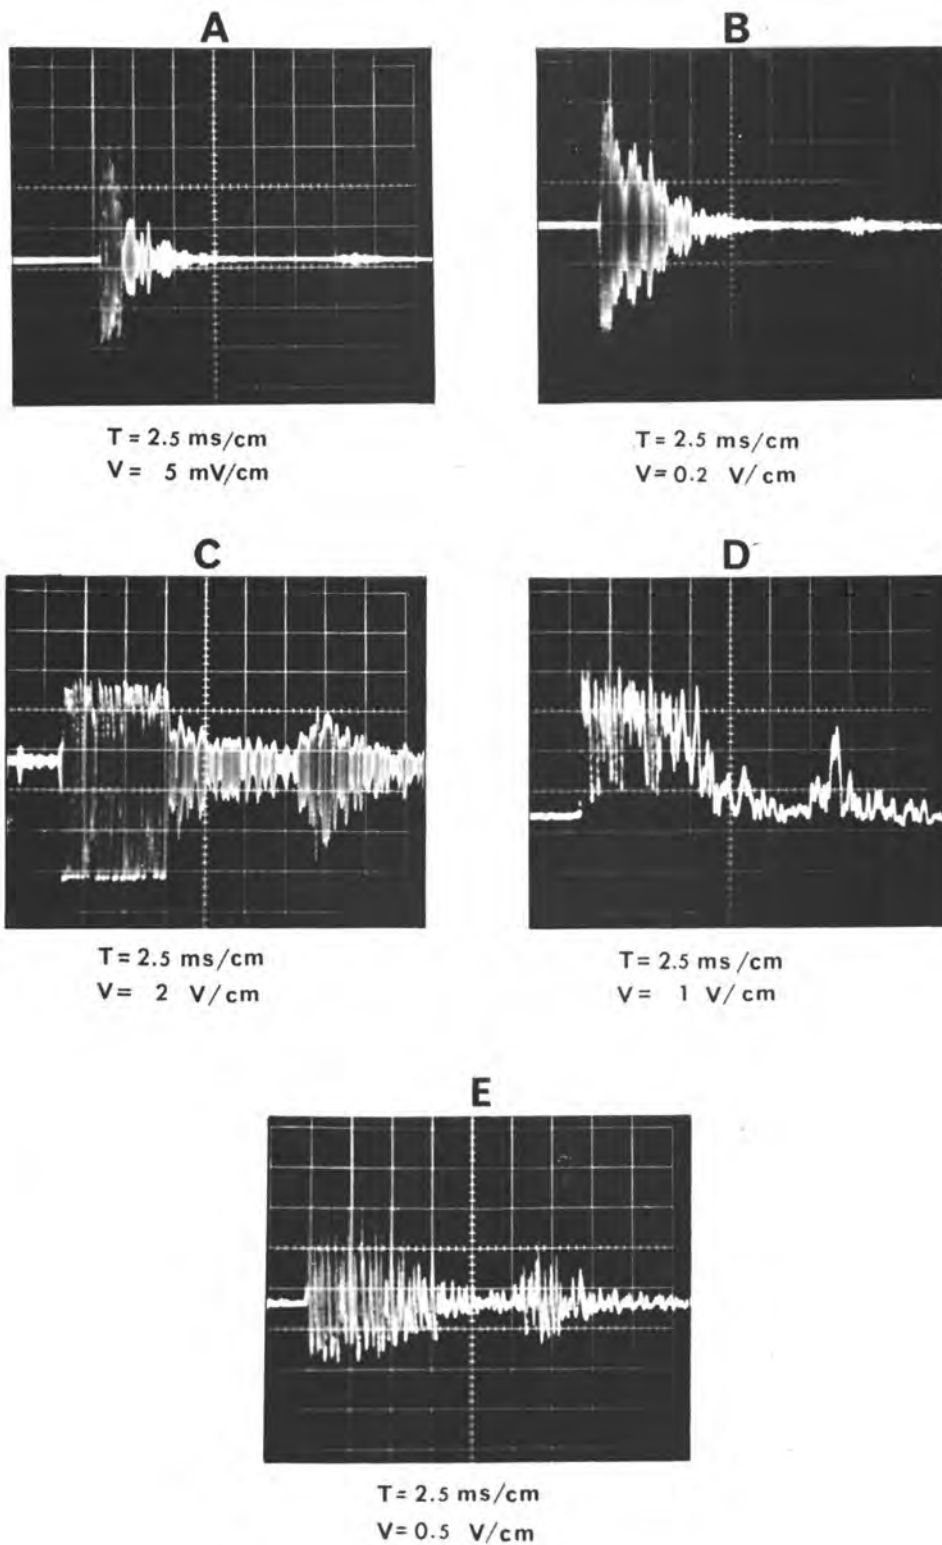 A
B
T = 2.5 ms/cm
V = 5 mV/cm
T = 2.5 ms/cm
V = 0.2 V/cm
C
D
T = 2.5 ms/cm
V = 2 V/cm
T = 2.5 ms/cm
V = 1 V/cm
E
T = 2.5 ms/cm
V = 0.5 V/cm